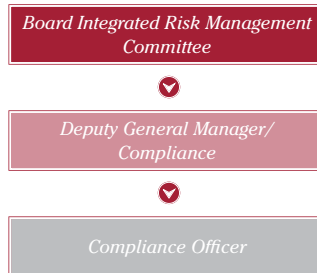 Board Integrated Risk Management
Committee
Deputy General Manager/
Compliance
Compliance Officer